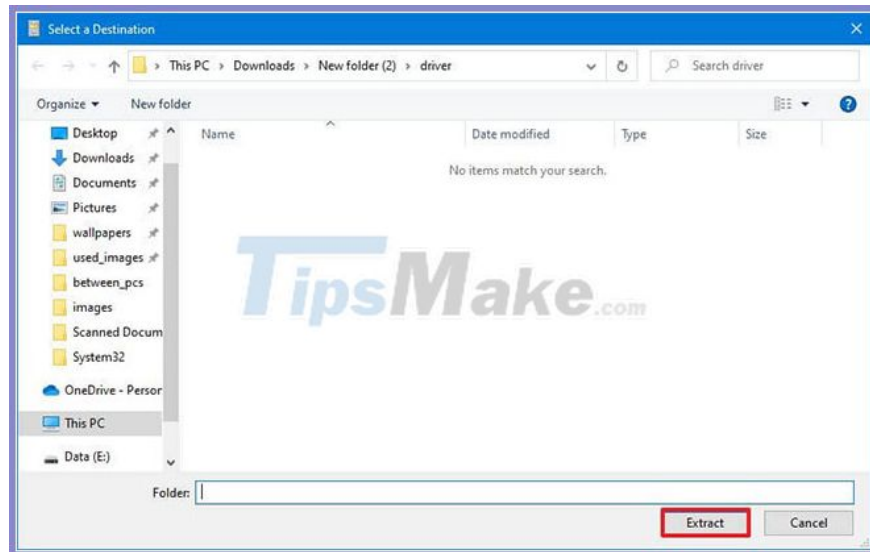 Select a Destination
This PC > Downloads > New folder (2) > driver
Search driver
Organize
New folder
Name
Date modified
Type
Size
No items match your search.
Desktop
Downloads
Documents
Pictures
wallpapers
used_images
between_pcs
images
Scanned Docum
System32
OneDrive - Person
This PC
Data (E:)
TipsMake.com
Folder:
Extract
Cancel